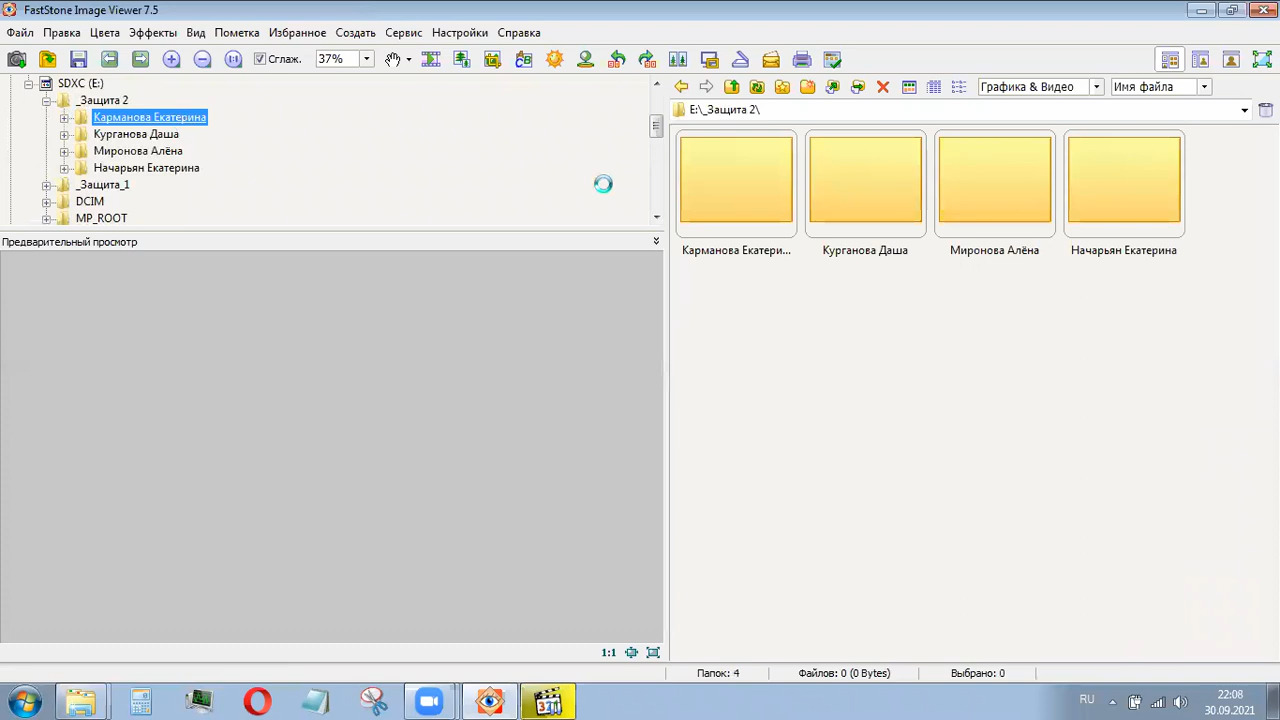 FastStone Image Viewer 7.5
Файл Правка Цвета Эффекты Вид Пометка Избранное Создать Сервис Настройки Справка
1:1 Сглаж. 37%
SDXC (E:)
_Защита 2
Карманова Екатерина
Курганова Даша
Миронова Алёна
Начарьян Екатерина
_Защита_1
DCIM
MP_ROOT
Предварительный просмотр
1:1
Графика & Видео Имя файла
E:\_Защита 2\
Карманова Екатери... Курганова Даша Миронова Алёна Начарьян Екатерина
Папок: 4 Файлов: 0 (0 Bytes) Выбрано: 0
321
RU 22:08
30.09.2021